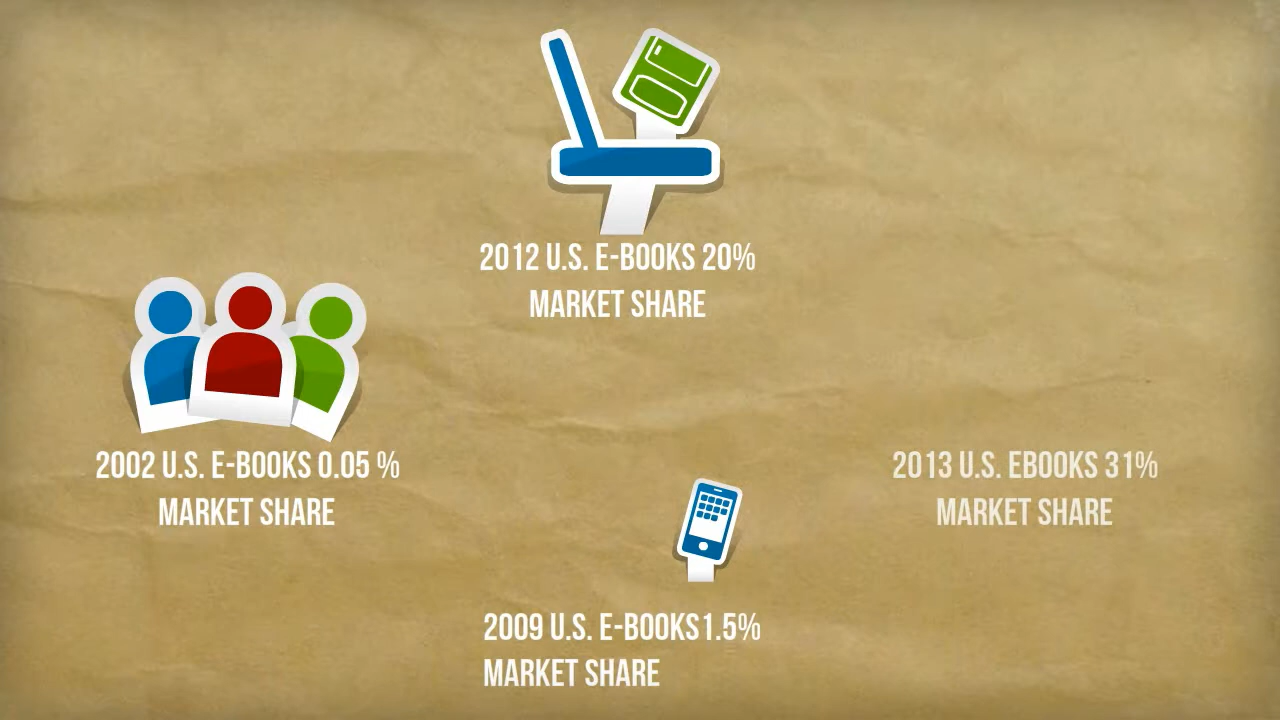 2012 U.S. E-BOOKS 20%
MARKET SHARE
2002 U.S. E-BOOKS 0.05 %
MARKET SHARE
2013 U.S. EBOOKS 31%
MARKET SHARE
2009 U.S. E-BOOKS1.5%
MARKET SHARE